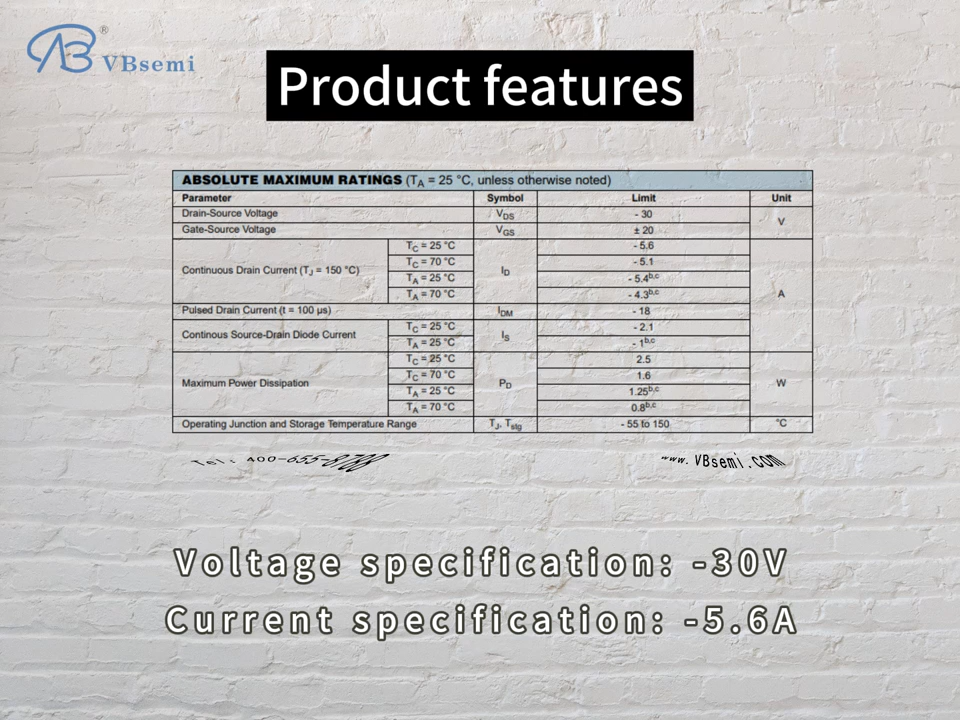 VBsemi®
Product features
ABSOLUTE MAXIMUM RATINGS (TA = 25 °C, unless otherwise noted)
Parameter Symbol Limit Unit
Drain-Source Voltage VDS - 30 V
Gate-Source Voltage VGS ± 20
Continuous Drain Current (TJ = 150 °C) TC = 25 °C ID - 5.6 A
TC = 70 °C - 5.1
TA = 25 °C - 5.4b,c
TA = 70 °C - 4.3b,c
Pulsed Drain Current (t = 100 µs) IDM - 18
Continous Source-Drain Diode Current TC = 25 °C IS - 2.1
TA = 25 °C - 1b,c
Maximum Power Dissipation TC = 25 °C PD 2.5 W
TC = 70 °C 1.6
TA = 25 °C 1.25b,c
TA = 70 °C 0.8b,c
Operating Junction and Storage Temperature Range TJ, Tstg - 55 to 150 °C
Tel: 400-655-8788
www.VBsemi.com
Voltage specification: -30V
Current specification: -5.6A